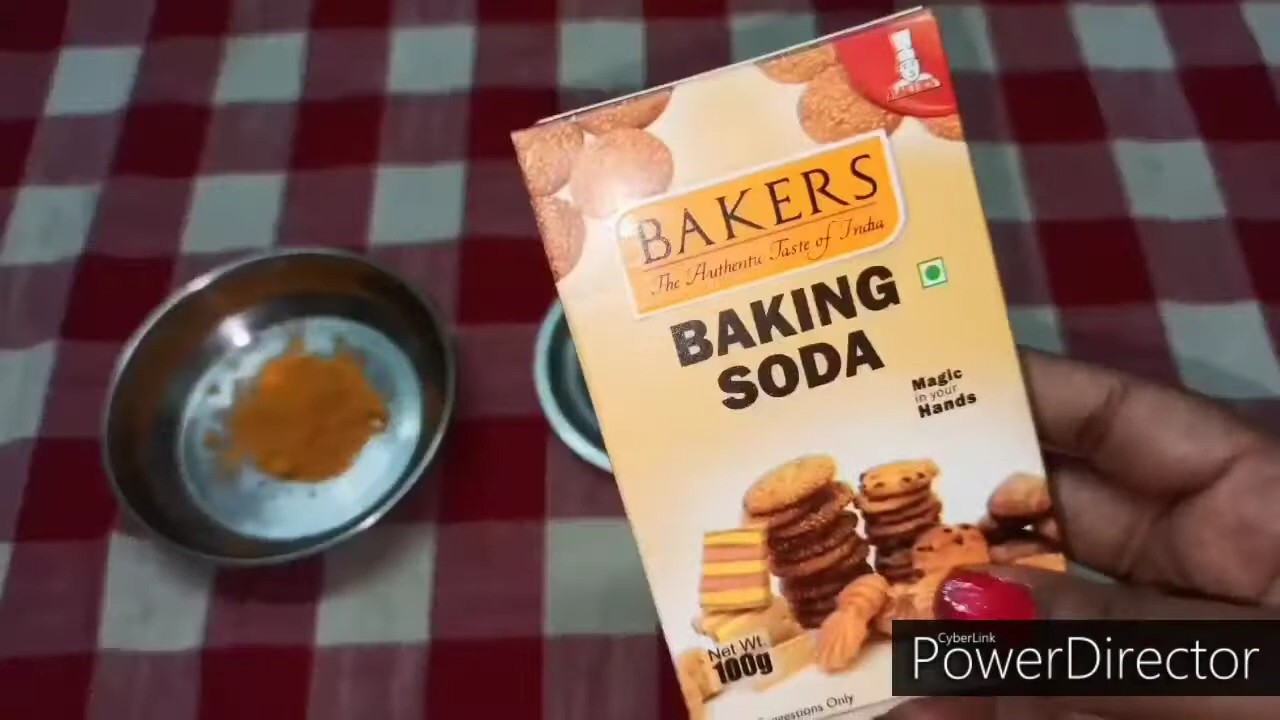 BAKERS
BAKERS
The Authentic Taste of India
BAKING
SODA
Magic
in your
Hands
Net Wt.
100g
Suggestions Only
CyberLink
PowerDirector